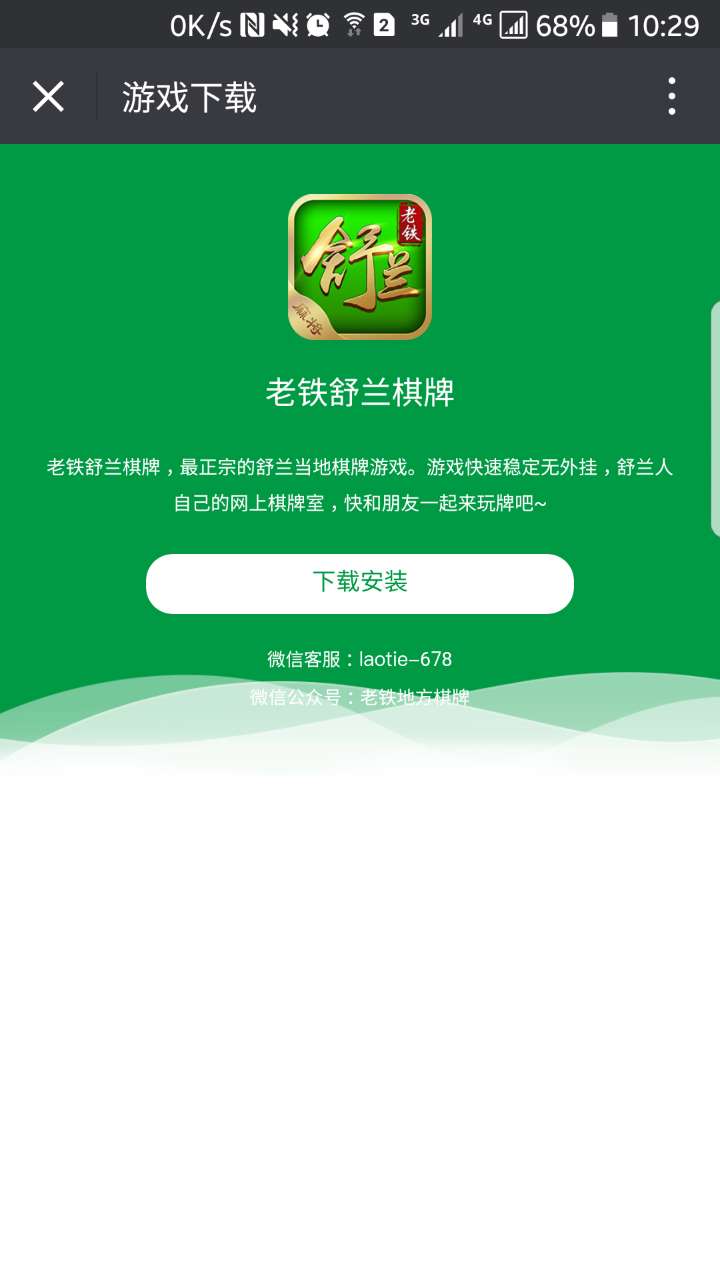 0K/s 2 3G 4G 68% 10:29
游戏下载
老铁
舒兰
麻将
老铁舒兰棋牌
老铁舒兰棋牌，最正宗的舒兰当地棋牌游戏。游戏快速稳定无外挂，舒兰人
自己的网上棋牌室，快和朋友一起来玩牌吧~
下载安装
微信客服：laotie-678
微信公众号：老铁地方棋牌